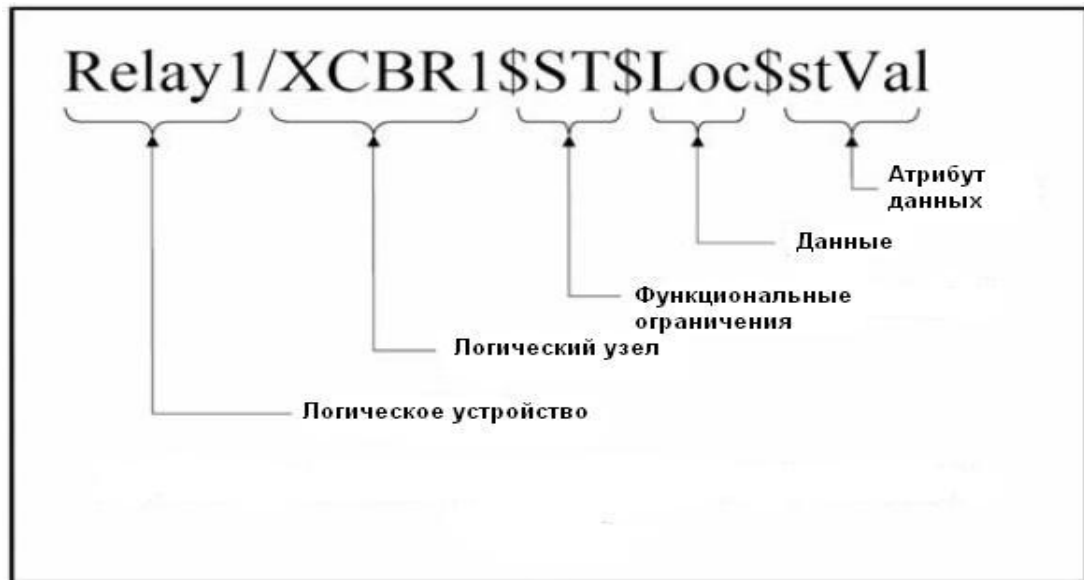 Relay1/XCBR1$ST$Loc$stVal
Атрибут
данных
Данные
Функциональные
ограничения
Логический узел
Логическое устройство